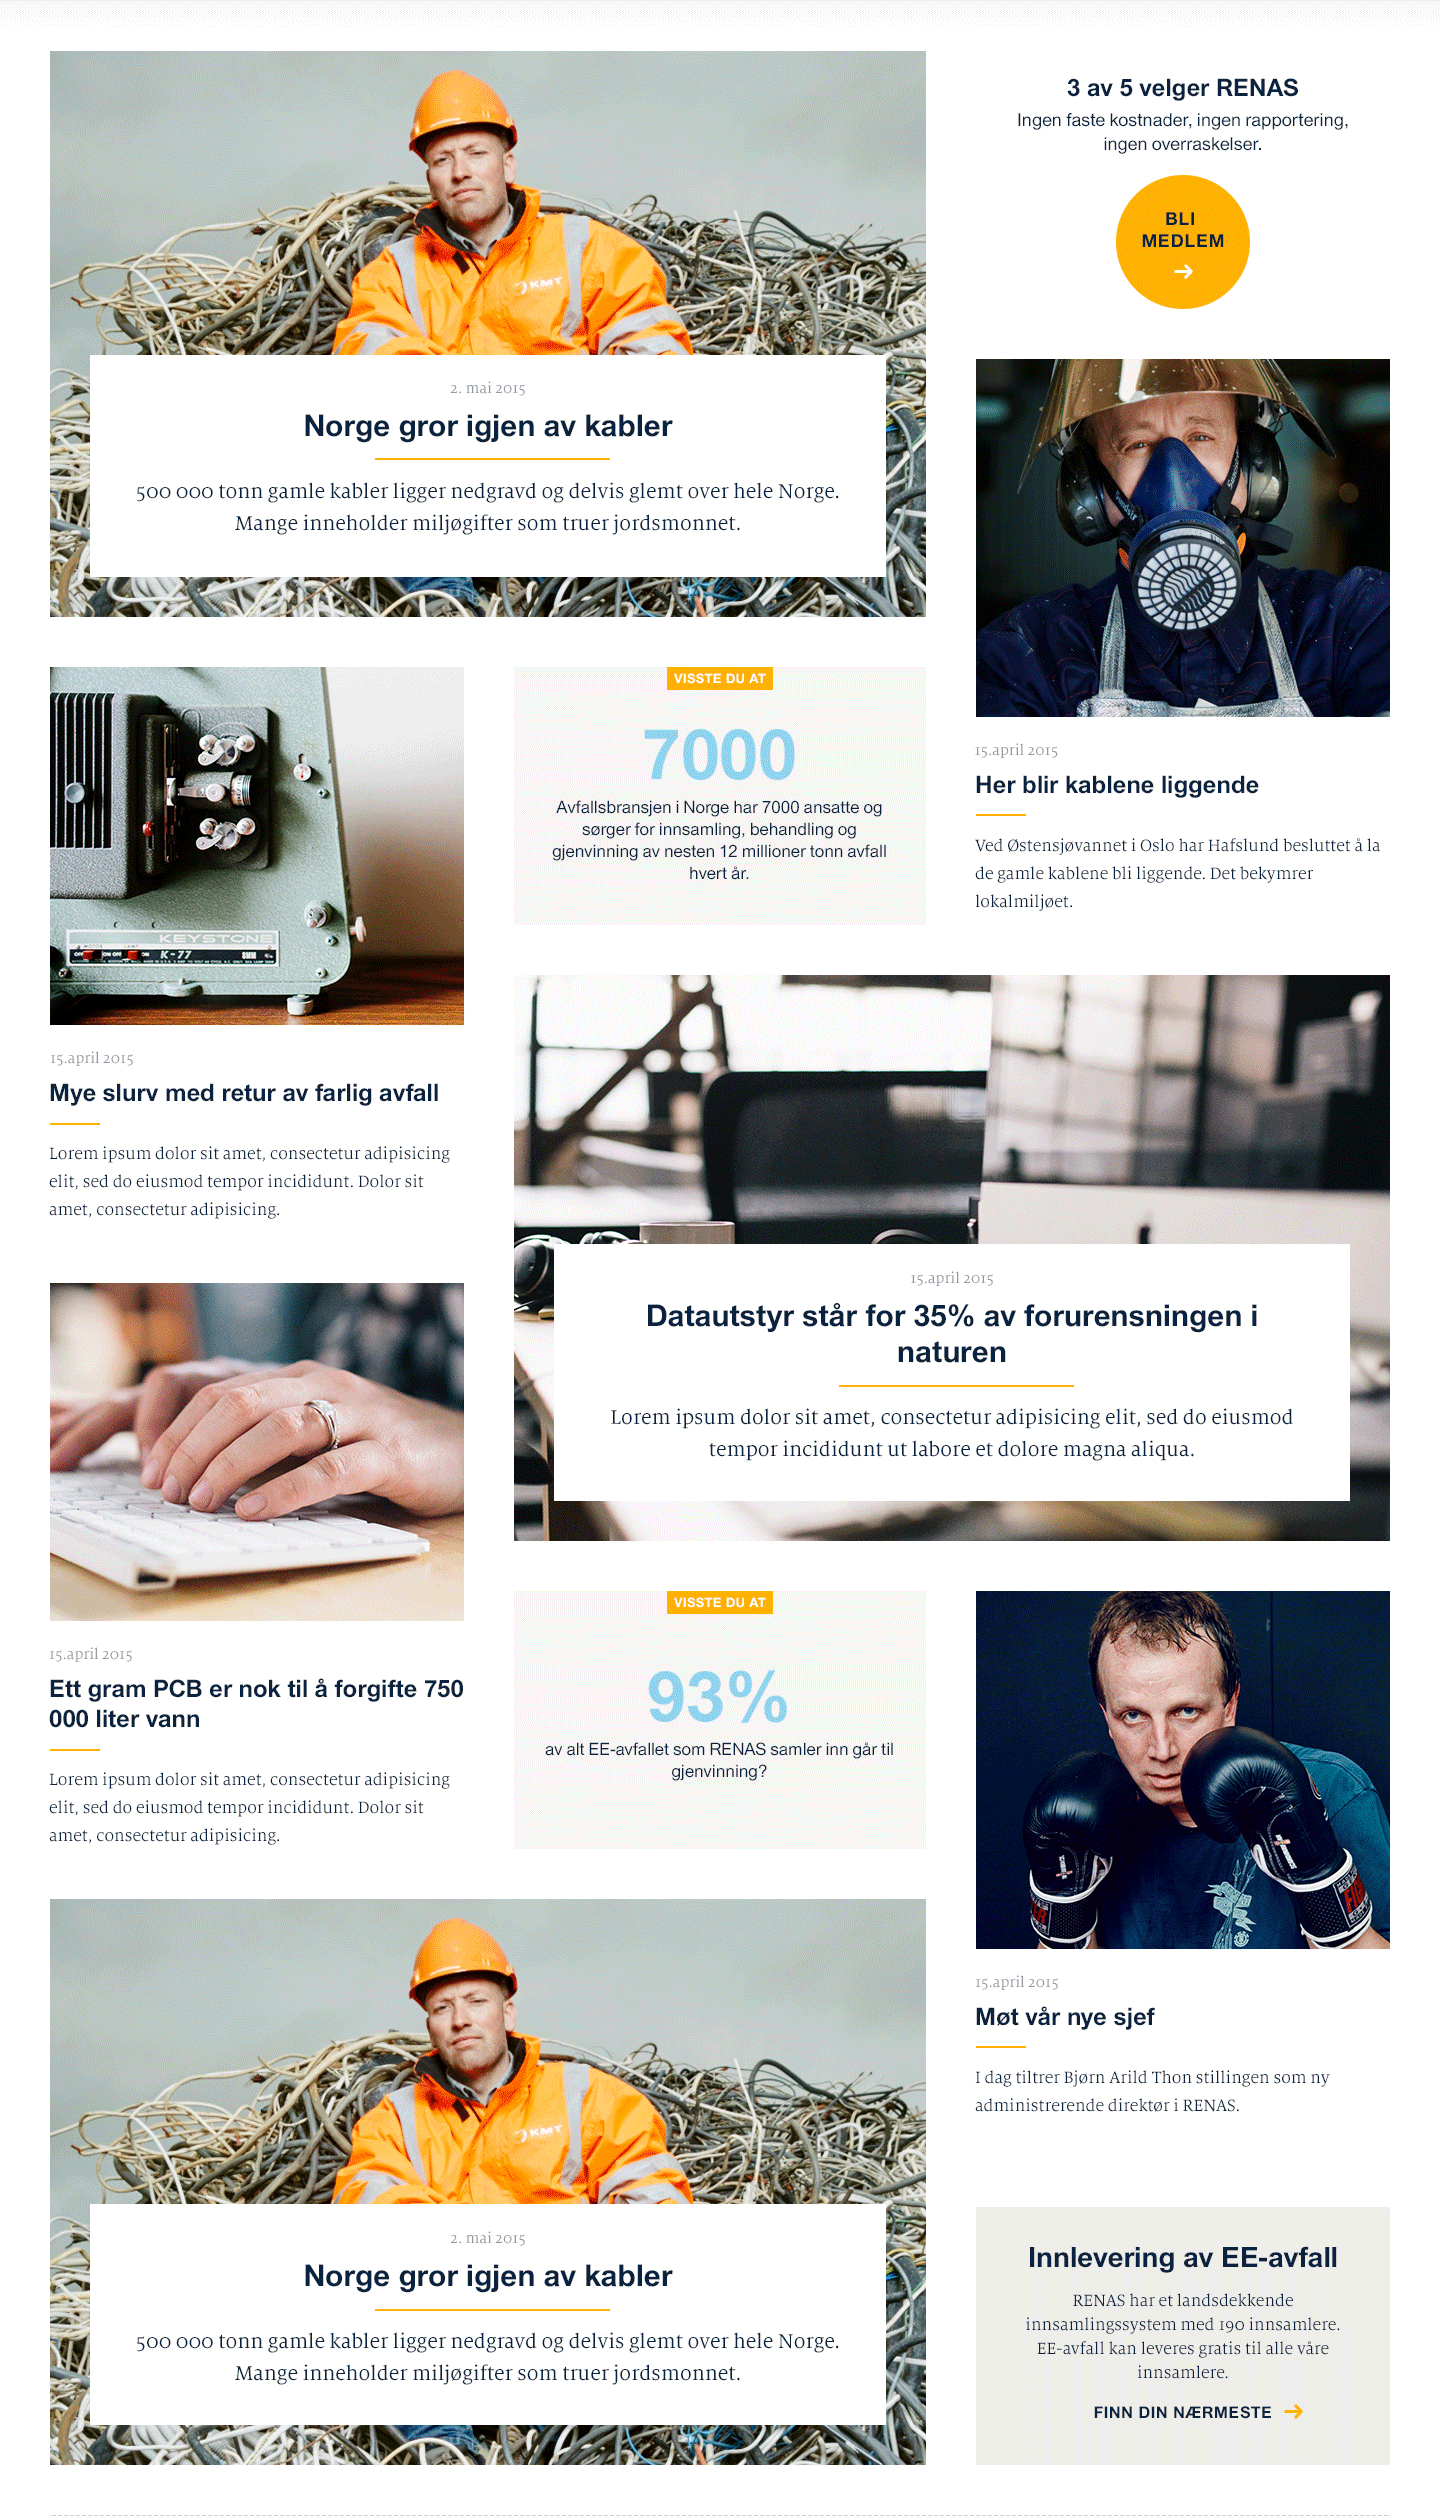 3 av 5 velger RENAS
Ingen faste kostnader, ingen rapportering,
ingen overraskelser.
BLI
MEDLEM
KMT
2. mai 2015
Norge gror igjen av kabler
500 000 tonn gamle kabler ligger nedgravd og delvis glemt over hele Norge.
Mange inneholder miljøgifter som truer jordsmonnet.
15.april 2015
Her blir kablene liggende
Ved Østensjøvannet i Oslo har Hafslund besluttet å la
de gamle kablene bli liggende. Det bekymrer
lokalmiljøet.
VISSTE DU AT
7000
Avfallsbransjen i Norge har 7000 ansatte og
sørger for innsamling, behandling og
gjenvinning av nesten 12 millioner tonn avfall
hvert år.
KEYSTONE
K-77
8MM
15.april 2015
Mye slurv med retur av farlig avfall
Lorem ipsum dolor sit amet, consectetur adipisicing
elit, sed do eiusmod tempor incididunt. Dolor sit
amet, consectetur adipisicing.
15.april 2015
Datautstyr står for 35% av forurensningen i
naturen
Lorem ipsum dolor sit amet, consectetur adipisicing elit, sed do eiusmod
tempor incididunt ut labore et dolore magna aliqua.
15.april 2015
Ett gram PCB er nok til å forgifte 750
000 liter vann
Lorem ipsum dolor sit amet, consectetur adipisicing
elit, sed do eiusmod tempor incididunt. Dolor sit
amet, consectetur adipisicing.
VISSTE DU AT
93%
av alt EE-avfallet som RENAS samler inn går til
gjenvinning?
15.april 2015
Møt vår nye sjef
I dag tiltrer Bjørn Arild Thon stillingen som ny
administrerende direktør i RENAS.
KMT
2. mai 2015
Norge gror igjen av kabler
500 000 tonn gamle kabler ligger nedgravd og delvis glemt over hele Norge.
Mange inneholder miljøgifter som truer jordsmonnet.
Innlevering av EE-avfall
RENAS har et landsdekkende
innsamlingssystem med 190 innsamlere.
EE-avfall kan leveres gratis til alle våre
innsamlere.
FINN DIN NÆRMESTE